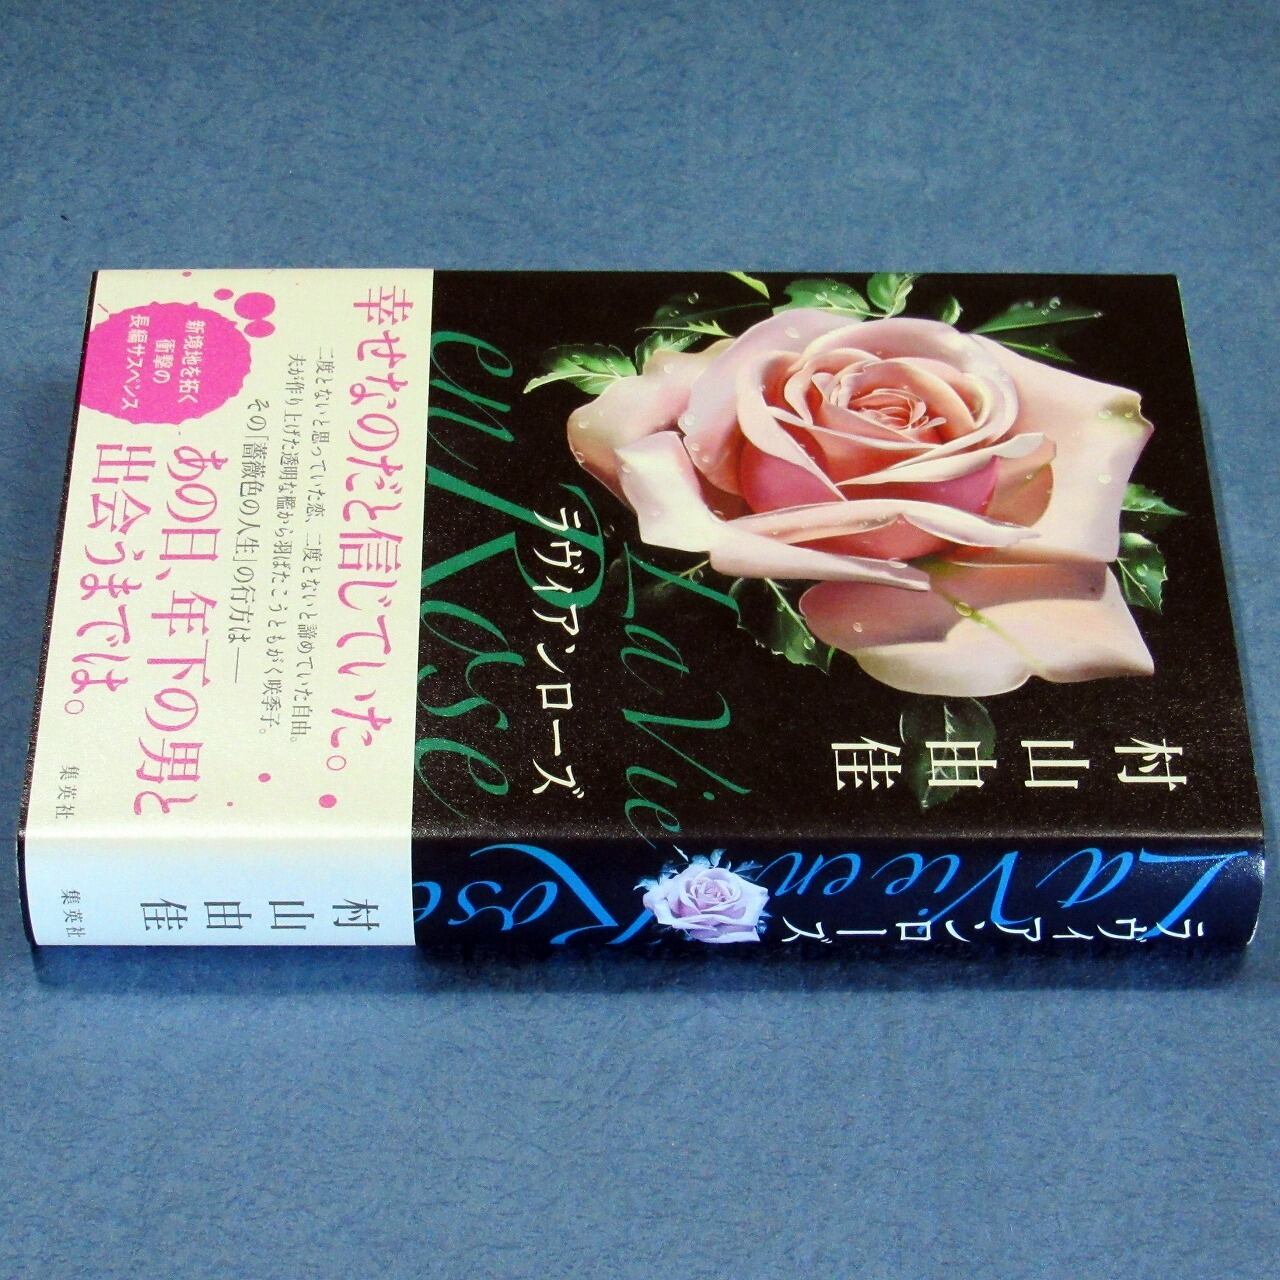 村山由佳
La Vie
en Rose
ラヴィアンローズ
幸せなのだと信じていた。
二度とないと思っていた恋、二度とないと諦めていた自由。
夫が作り上げた透明な檻から羽ばたこうともがく咲季子。
その「薔薇色の人生」の行方は――
あの日、年下の男と
出会うまでは。
新境地を拓く
衝撃の
長編サスペンス
集英社
La Vie en
Rose
ラヴィアンローズ
村山由佳
集英社